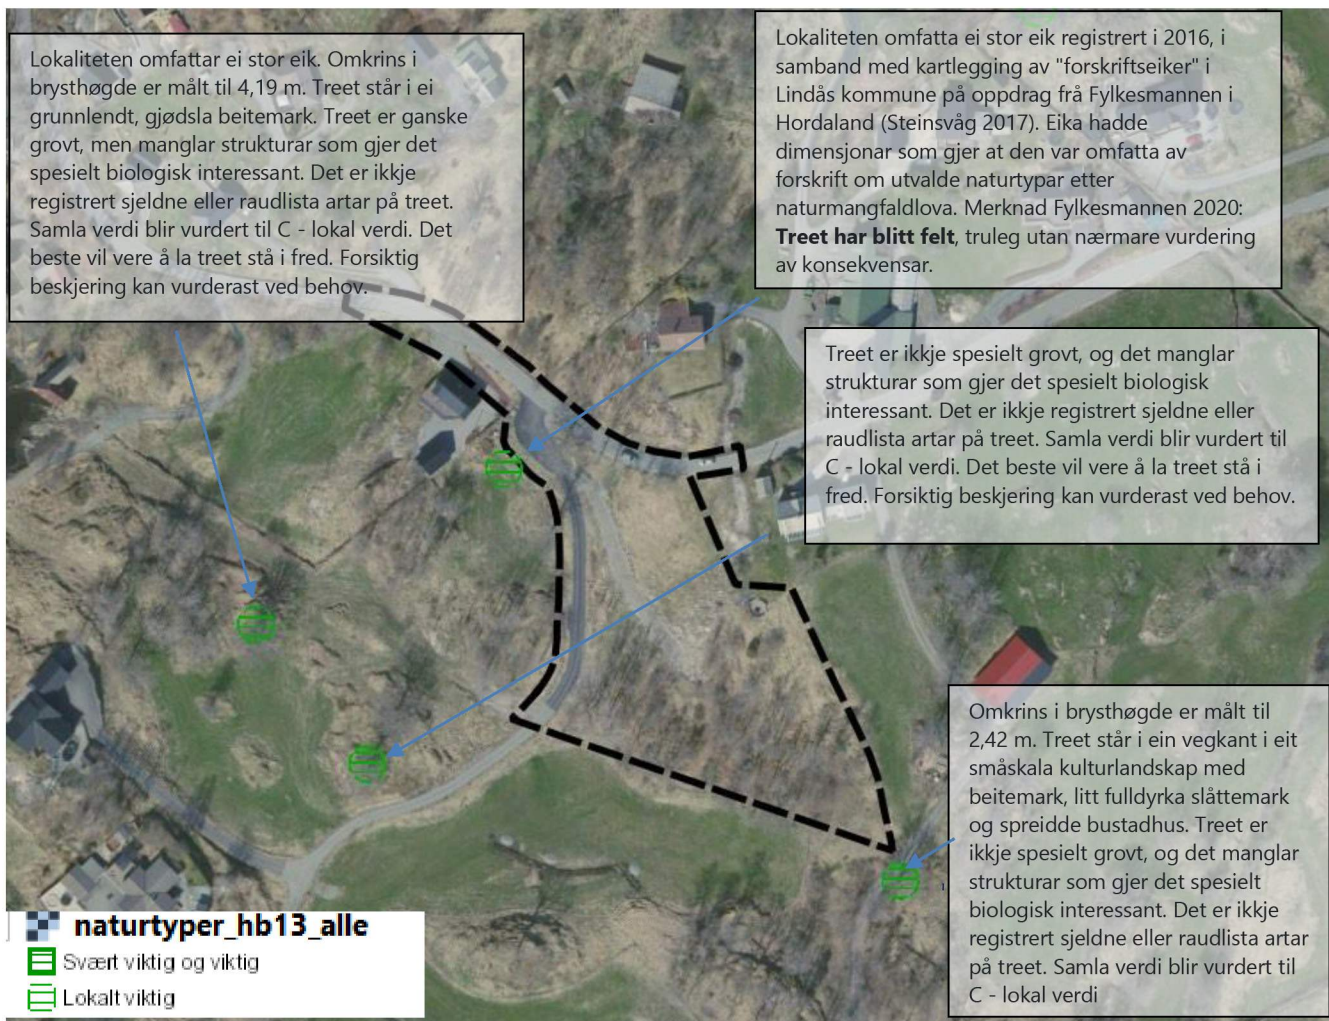 Lokaliteten omfattar ei stor eik. Omkrins i
brysthøgde er målt til 4,19 m. Treet står i ei
grunnlendt, gjødsla beitemark. Treet er ganske
grovt, men manglar strukturar som gjer det
spesielt biologisk interessant. Det er ikkje
registrert sjeldne eller raudlista artar på treet.
Samla verdi blir vurdert til C - lokal verdi. Det
beste vil vere å la treet stå i fred. Forsiktig
beskjering kan vurderast ved behov.
Lokaliteten omfatta ei stor eik registrert i 2016, i
samband med kartlegging av "forskriftseiker" i
Lindås kommune på oppdrag frå Fylkesmannen i
Hordaland (Steinsvåg 2017). Eika hadde
dimensjonar som gjer at den var omfatta av
forskrift om utvalde naturtypar etter
naturmangfaldlova. Merknad Fylkesmannen 2020:
Treet har blitt felt, truleg utan nærmare vurdering
av konsekvensar.
Treet er ikkje spesielt grovt, og det manglar
strukturar som gjer det spesielt biologisk
interessant. Det er ikkje registrert sjeldne eller
raudlista artar på treet. Samla verdi blir vurdert til
C - lokal verdi. Det beste vil vere å la treet stå i
fred. Forsiktig beskjering kan vurderast ved behov.
Omkrins i brysthøgde er målt til
2,42 m. Treet står i ein vegkant i eit
småskala kulturlandskap med
beitemark, litt fulldyrka slåttemark
og spreidde bustadhus. Treet er
ikkje spesielt grovt, og det manglar
strukturar som gjer det spesielt
biologisk interessant. Det er ikkje
registrert sjeldne eller raudlista artar
på treet. Samla verdi blir vurdert til
C - lokal verdi
naturtyper_hb13_alle
Svært viktig og viktig
Lokalt viktig